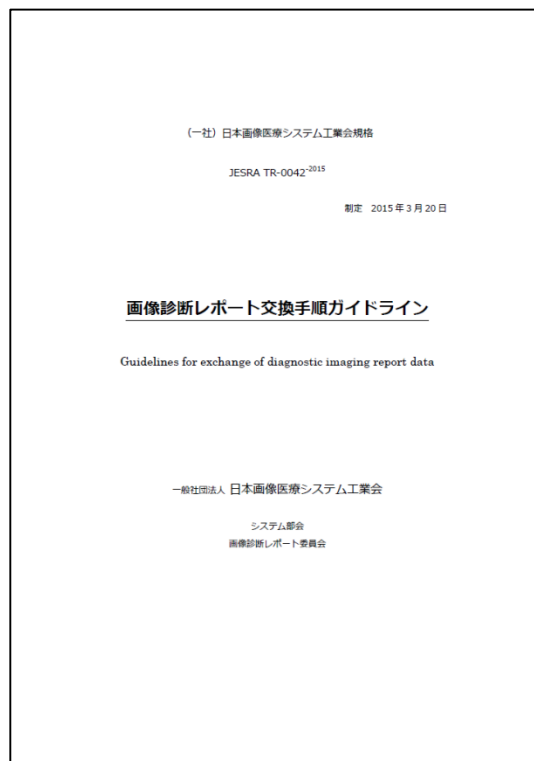 （一社）日本画像医療システム工業会規格
JESRA TR-0042-2015
制定 2015年3月20日
画像診断レポート交換手順ガイドライン
Guidelines for exchange of diagnostic imaging report data
一般社団法人 日本画像医療システム工業会
システム部会
画像診断レポート委員会